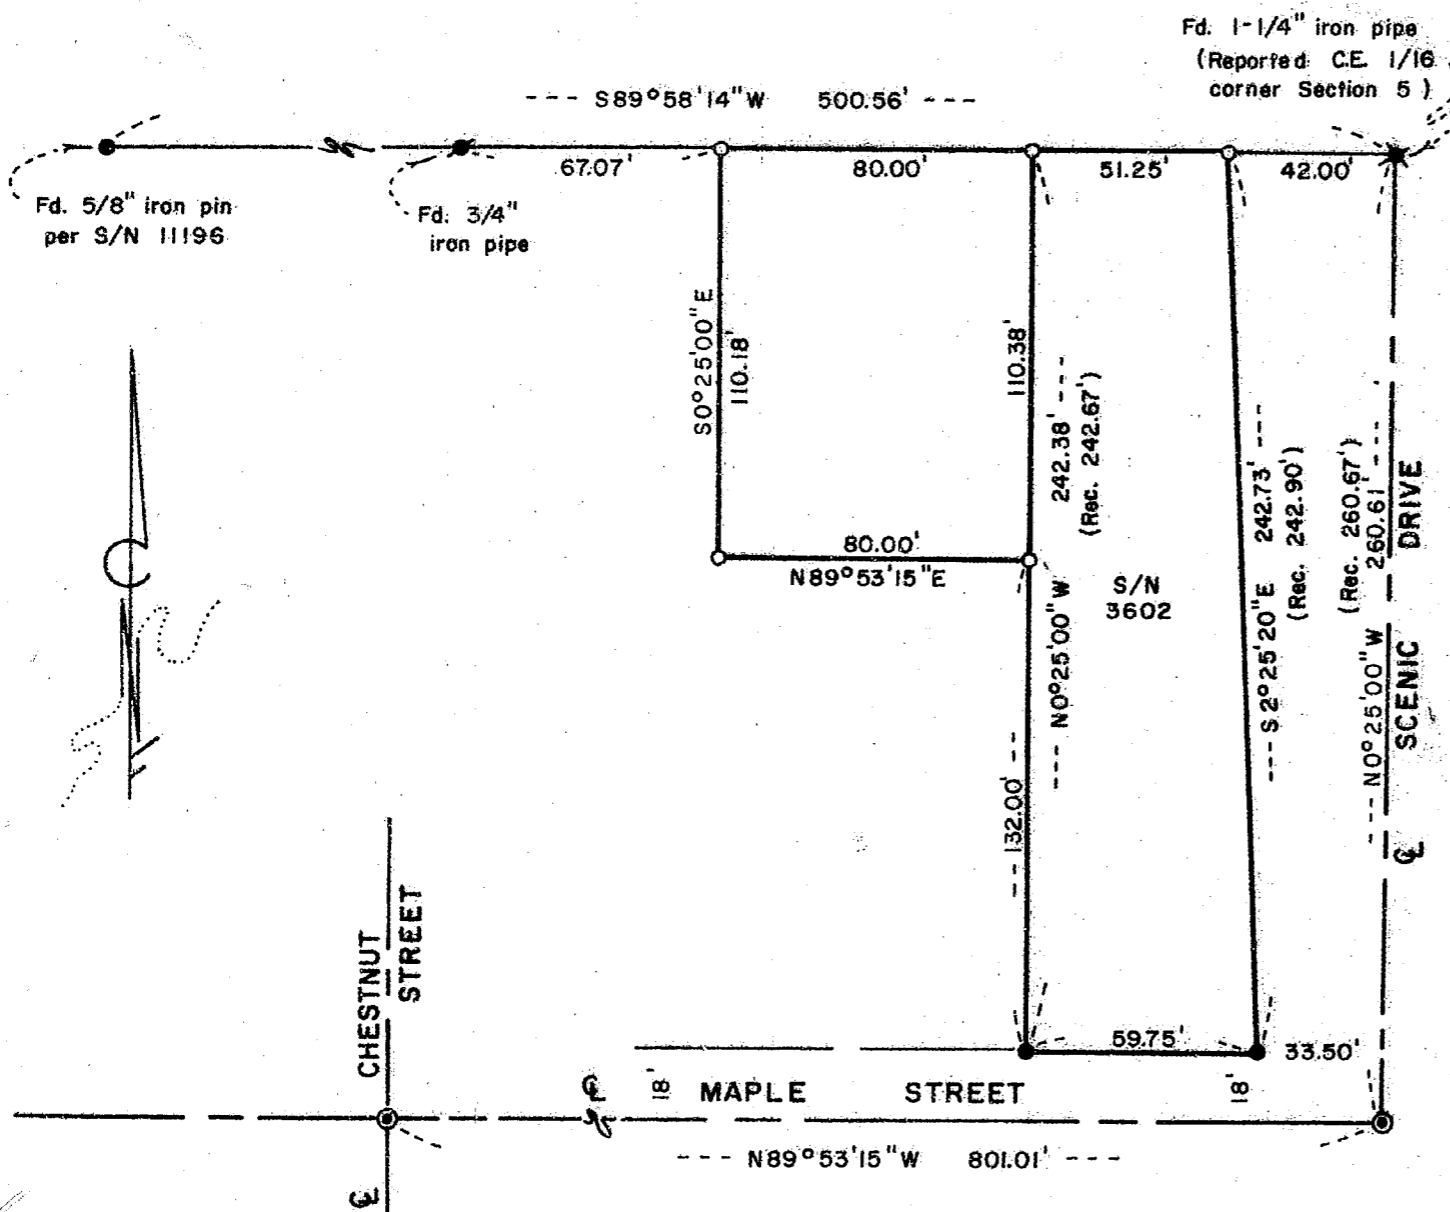 Fd. 1-1/4" iron pipe
(Reported C.E. 1/16
corner Section 5 )
--- S89°58'14"W 500.56' ---
67.07'
80.00'
51.25'
42.00'
Fd. 5/8" iron pin
per S/N 11196
Fd. 3/4"
iron pipe
S0°25'00"E
110.18'
110.38'
242.38' ---
(Rec. 242.67')
--- N0°25'00"W
--- 132.00' ---
80.00'
N89°53'15"E
S/N
3602
--- S2°25'20"E 242.73' ---
(Rec. 242.90')
(Rec. 260.67')
--- N0°25'00"W 260.61' ---
SCENIC DRIVE
CHESTNUT
STREET
59.75'
33.50'
18'
MAPLE STREET
18'
--- N89°53'15"W 801.01' ---